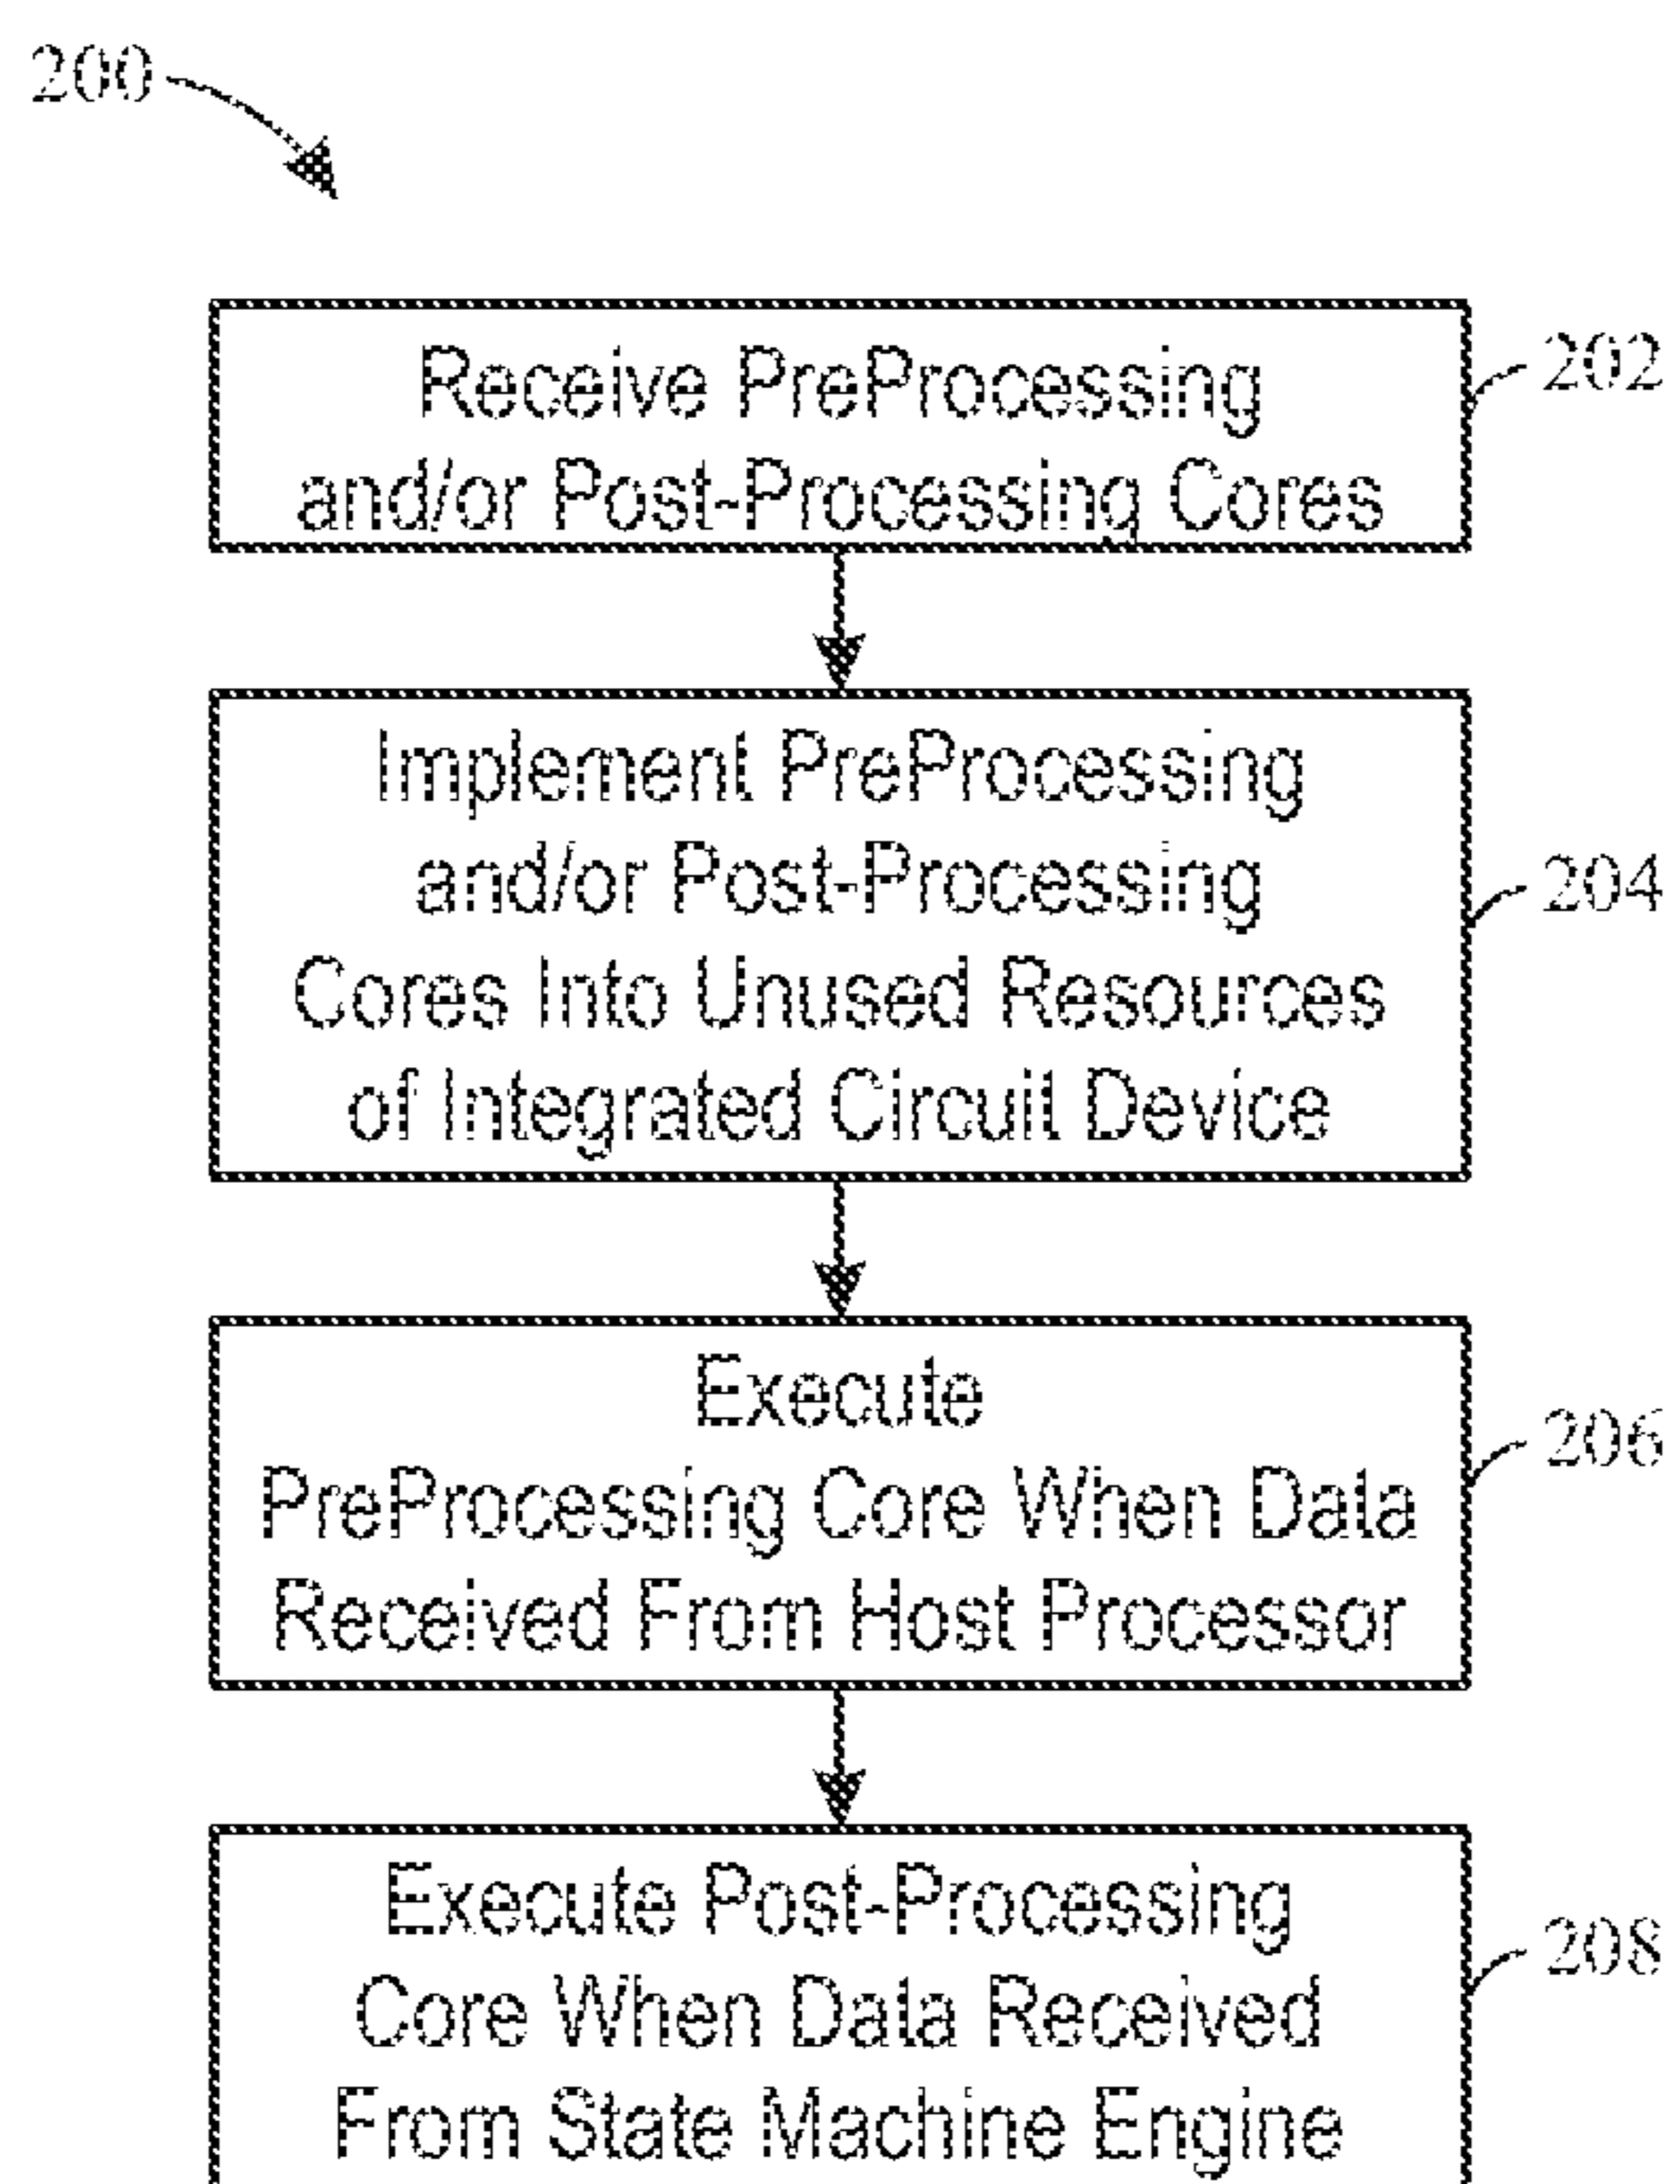 200
Receive PreProcessing
and/or Post-Processing Cores
202
Implement PreProcessing
and/or Post-Processing
Cores Into Unused Resources
of Integrated Circuit Device
204
Execute
PreProcessing Core When Data
Received From Host Processor
206
Execute Post-Processing
Core When Data Received
From State Machine Engine
208